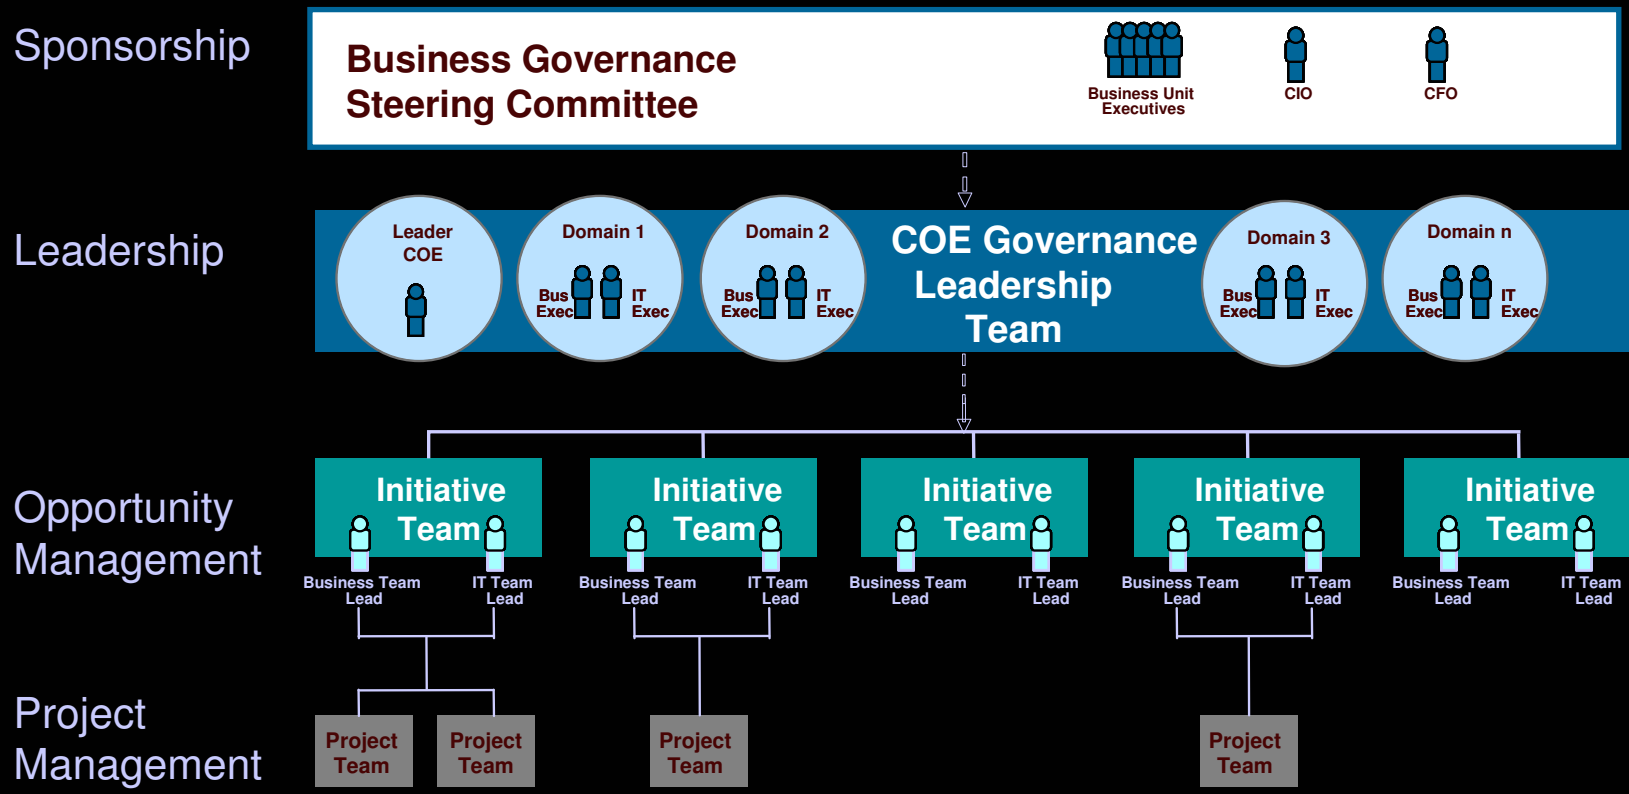 Sponsorship
Business Governance
Steering Committee
Business Unit
Executives
CIO
CFO
Leadership
Leader
COE
Domain 1
Bus
Exec
IT
Exec
Domain 2
Bus
Exec
IT
Exec
COE Governance
Leadership
Team
Domain 3
Bus
Exec
IT
Exec
Domain n
Bus
Exec
IT
Exec
Opportunity
Management
Initiative
Team
Business Team
Lead
IT Team
Lead
Initiative
Team
Business Team
Lead
IT Team
Lead
Initiative
Team
Business Team
Lead
IT Team
Lead
Initiative
Team
Business Team
Lead
IT Team
Lead
Initiative
Team
Business Team
Lead
IT Team
Lead
Project
Management
Project
Team
Project
Team
Project
Team
Project
Team